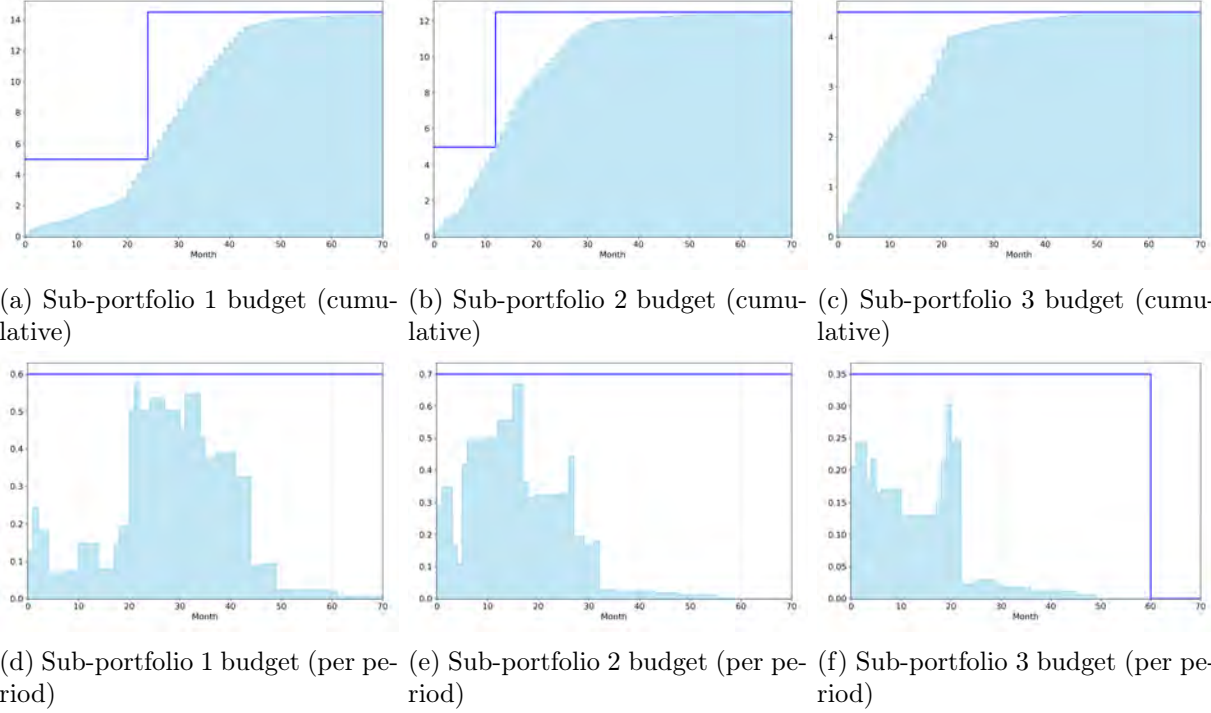 14
12
10
8
6
4
2
0
0 10 20 30 40 50 60 70
Month
12
10
8
6
4
2
0
0 10 20 30 40 50 60 70
Month
4
3
2
1
0
0 10 20 30 40 50 60 70
Month
(a) Sub-portfolio 1 budget (cumu-
lative)
(b) Sub-portfolio 2 budget (cumu-
lative)
(c) Sub-portfolio 3 budget (cumu-
lative)
0.6
0.5
0.4
0.3
0.2
0.1
0.0
0 10 20 30 40 50 60 70
Month
0.7
0.6
0.5
0.4
0.3
0.2
0.1
0.0
0 10 20 30 40 50 60 70
Month
0.35
0.30
0.25
0.20
0.15
0.10
0.05
0.00
0 10 20 30 40 50 60 70
Month
(d) Sub-portfolio 1 budget (per pe-
riod)
(e) Sub-portfolio 2 budget (per pe-
riod)
(f) Sub-portfolio 3 budget (per pe-
riod)